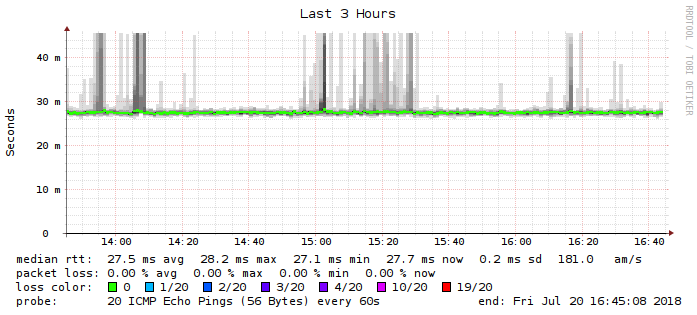 Last 3 Hours
RRDTOOL / TOBI OETIKER
Seconds
40 m
30 m
20 m
10 m
0
14:00 14:20 14:40 15:00 15:20 15:40 16:00 16:20 16:40
median rtt: 27.5 ms avg 28.2 ms max 27.1 ms min 27.7 ms now 0.2 ms sd 181.0 am/s
packet loss: 0.00 % avg 0.00 % max 0.00 % min 0.00 % now
loss color: 0 1/20 2/20 3/20 4/20 10/20 19/20
probe: 20 ICMP Echo Pings (56 Bytes) every 60s end: Fri Jul 20 16:45:08 2018